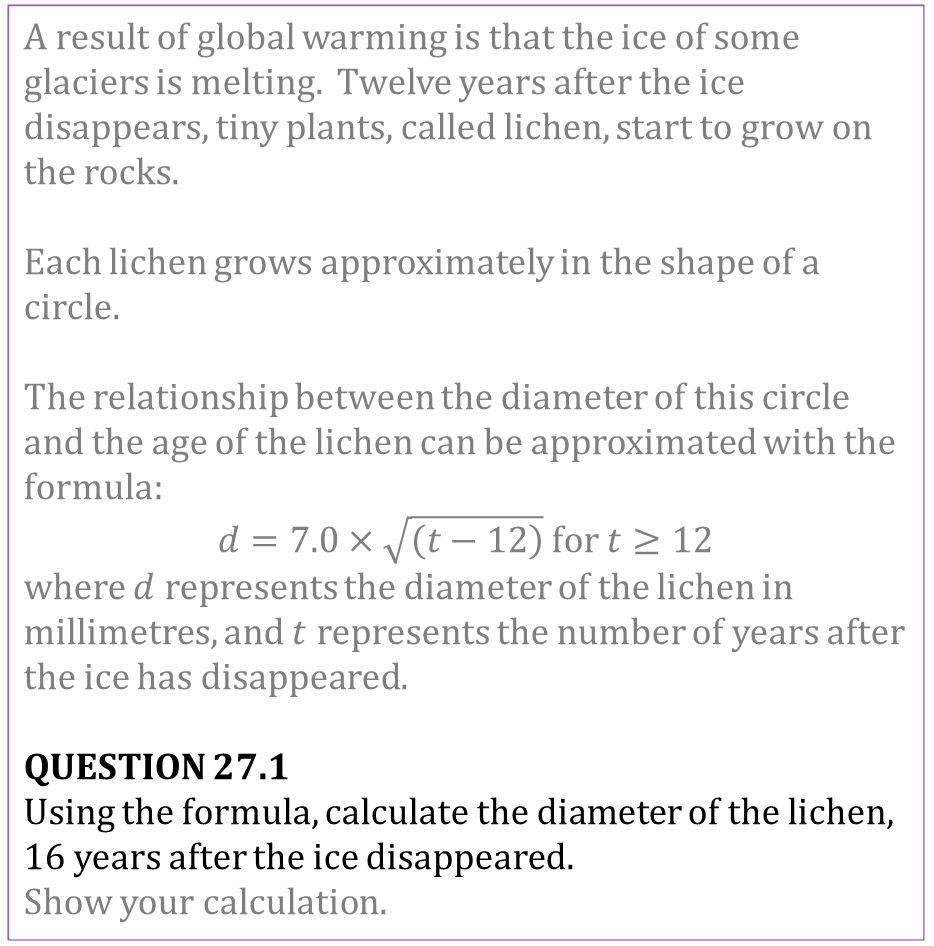 A result of global warming is that the ice of some
glaciers is melting.  Twelve years after the ice
disappears, tiny plants, called lichen, start to grow on
the rocks.
Each lichen grows approximately in the shape of a
circle.
The relationship between the diameter of this circle
and the age of the lichen can be approximated with the
formula:
d = 7.0 × √(t − 12) for t ≥ 12
where d represents the diameter of the lichen in
millimetres, and t represents the number of years after
the ice has disappeared.
QUESTION 27.1
Using the formula, calculate the diameter of the lichen,
16 years after the ice disappeared.
Show your calculation.